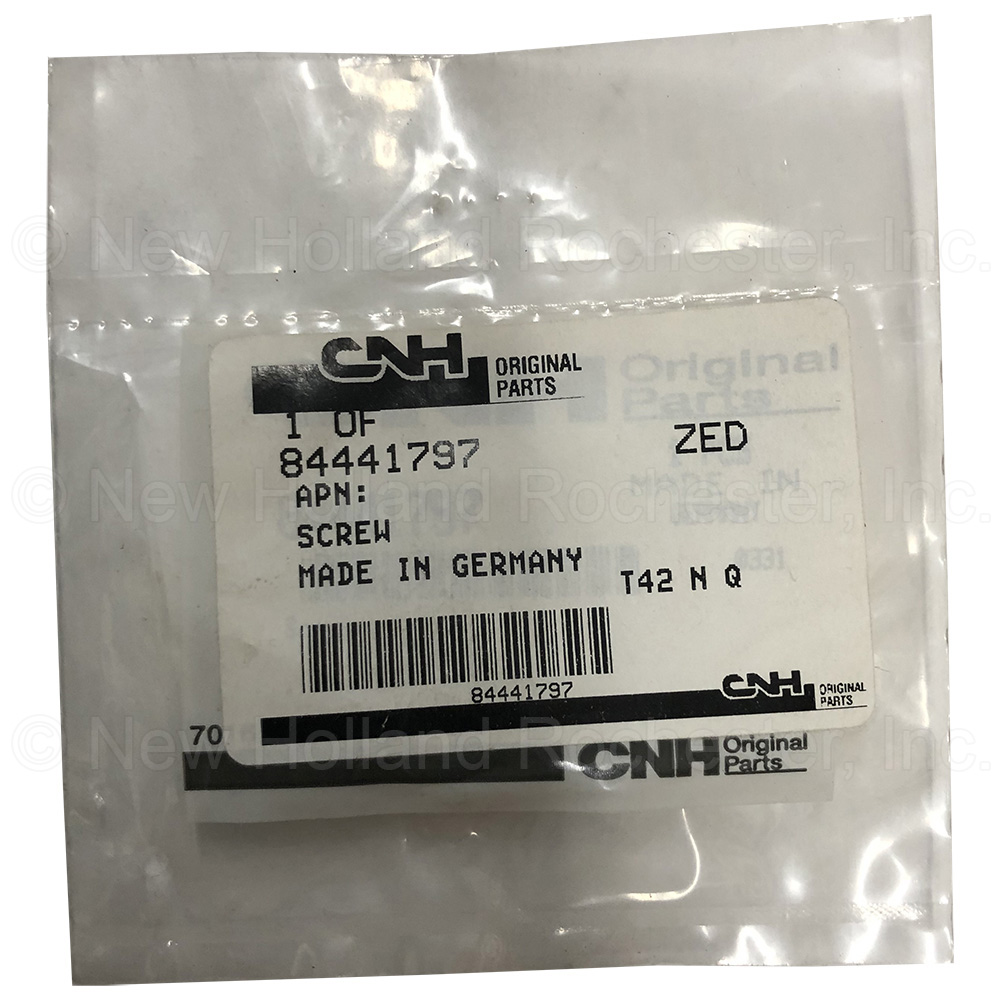 © New Holland Rochester, Inc.
CNH ORIGINAL PARTS
Original
Parts
1 OF
84441797
ZED
APN:
© New Holland Rochester, Inc.
SCREW
MADE IN GERMANY
T42 N Q
84441797
CNH ORIGINAL PARTS
70
© New Holland Rochester, Inc.
CNH Original Parts